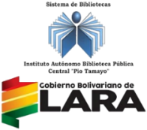 Sistema de Bibliotecas
Instituto Autónomo Biblioteca Pública
Central "Pío Tamayo"
Gobierno Bolivariano de
LARA